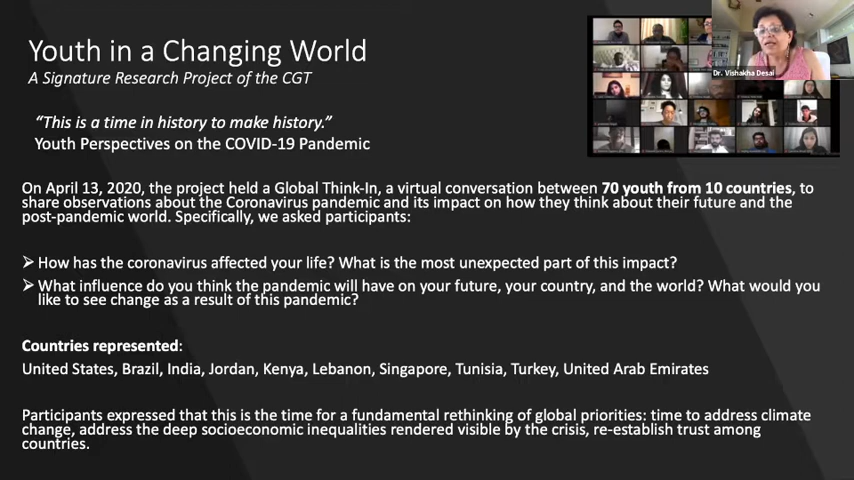 Youth in a Changing World
A Signature Research Project of the CGT
Dr. Vishakha Desai
“This is a time in history to make history.”
Youth Perspectives on the COVID-19 Pandemic
On April 13, 2020, the project held a Global Think-In, a virtual conversation between 70 youth from 10 countries, to
share observations about the Coronavirus pandemic and its impact on how they think about their future and the
post-pandemic world. Specifically, we asked participants:
➢ How has the coronavirus affected your life? What is the most unexpected part of this impact?
➢ What influence do you think the pandemic will have on your future, your country, and the world? What would you
like to see change as a result of this pandemic?
Countries represented:
United States, Brazil, India, Jordan, Kenya, Lebanon, Singapore, Tunisia, Turkey, United Arab Emirates
Participants expressed that this is the time for a fundamental rethinking of global priorities: time to address climate
change, address the deep socioeconomic inequalities rendered visible by the crisis, re-establish trust among
countries.